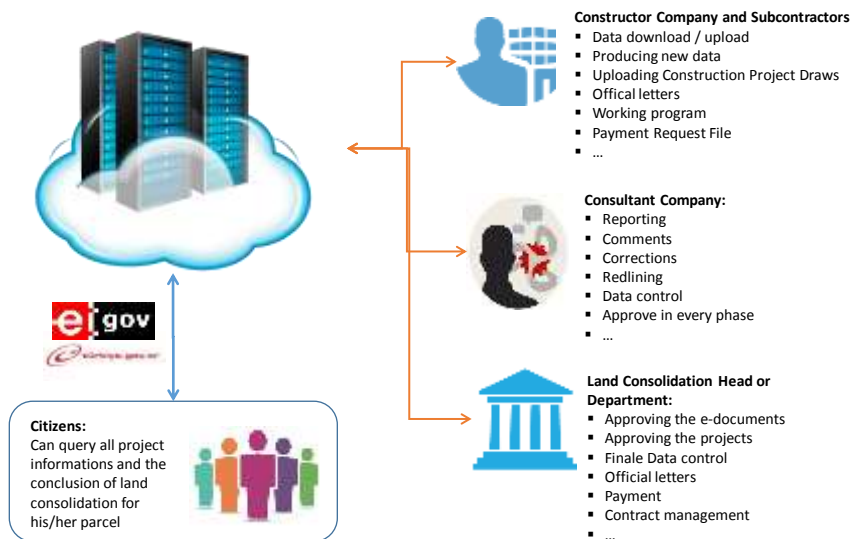 Constructor Company and Subcontractors
▪ Data download / upload
▪ Producing new data
▪ Uploading Construction Project Draws
▪ Offical letters
▪ Working program
▪ Payment Request File
▪ ...
Consultant Company:
▪ Reporting
▪ Comments
▪ Corrections
▪ Redlining
▪ Data control
▪ Approve in every phase
▪ ...
e gov
Land Consolidation Head or
Department:
▪ Approving the e-documents
▪ Approving the projects
▪ Finale Data control
▪ Official letters
▪ Payment
▪ Contract management
▪ ...
Citizens:
Can query all project
informations and the
conclusion of land
consolidation for
his/her parcel